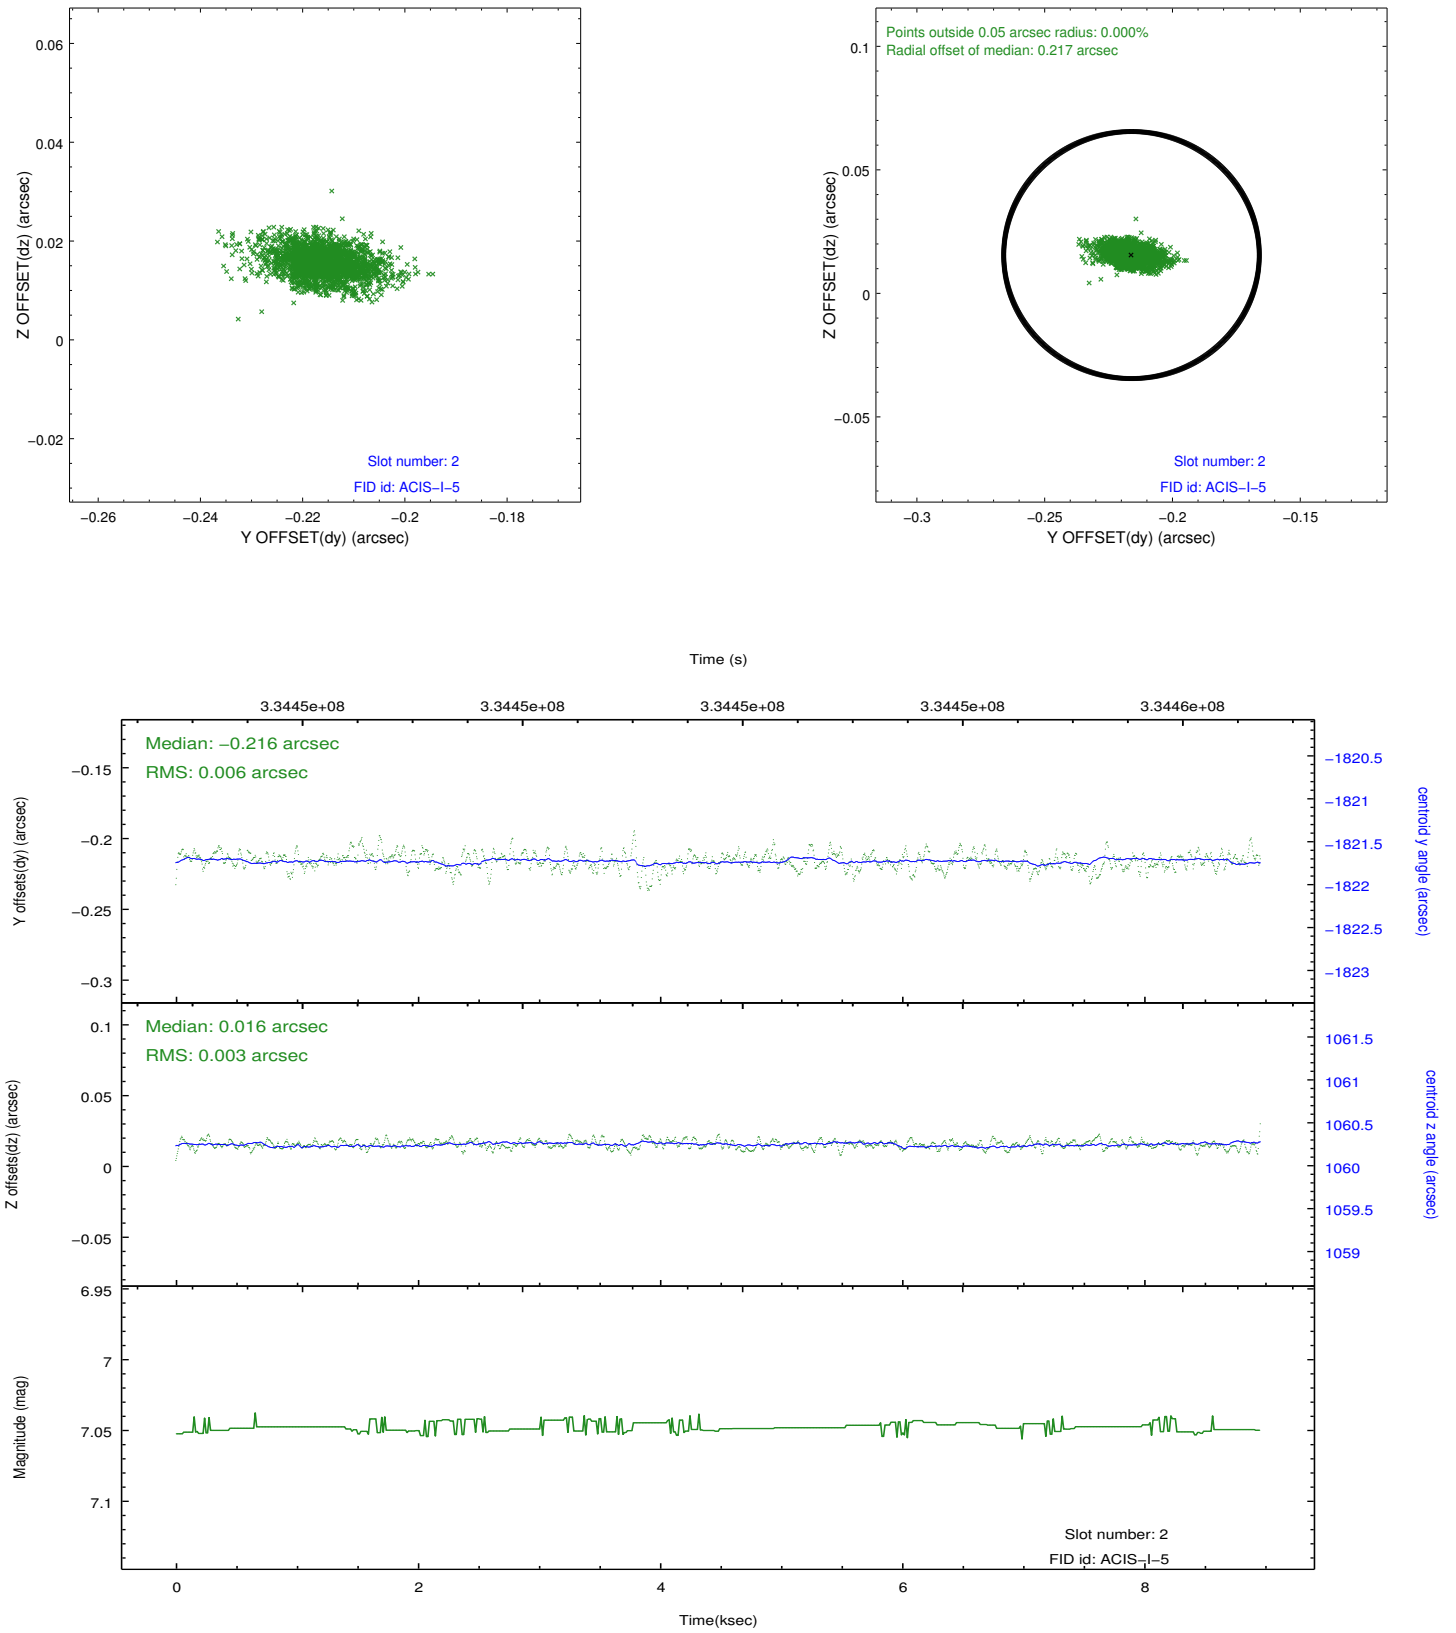 0.06
0.04
0.02
0
−0.02
Z OFFSET(dz) (arcsec)
Slot number: 2
FID id: ACIS−I−5
−0.26
−0.24
−0.22
−0.2
−0.18
Y OFFSET(dy) (arcsec)
Points outside 0.05 arcsec radius: 0.000%
Radial offset of median: 0.217 arcsec
0.1
0.05
0
−0.05
Z OFFSET(dz) (arcsec)
Slot number: 2
FID id: ACIS−I−5
−0.3
−0.25
−0.2
−0.15
Y OFFSET(dy) (arcsec)
Time (s)
3.3445e+08
3.3445e+08
3.3445e+08
3.3445e+08
3.3446e+08
Median: −0.216 arcsec
RMS: 0.006 arcsec
−0.15
−0.2
−0.25
−0.3
Y offsets(dy) (arcsec)
−1820.5
−1821
−1821.5
−1822
−1822.5
−1823
centroid y angle (arcsec)
Median: 0.016 arcsec
RMS: 0.003 arcsec
0.1
0.05
0
−0.05
Z offsets(dz) (arcsec)
1061.5
1061
1060.5
1060
1059.5
1059
centroid z angle (arcsec)
6.95
7
7.05
7.1
Magnitude (mag)
Slot number: 2
FID id: ACIS−I−5
0
2
4
6
8
Time(ksec)